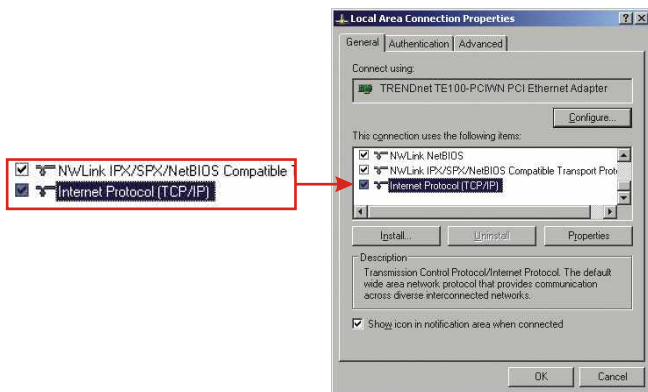 NWLink IPX/SPX/NetBIOS Compatible
Internet Protocol (TCP/IP)
Local Area Connection Properties
General Authentication Advanced
Connect using:
TRENDnet TE100-PCIWN PCI Ethernet Adapter
Configure...
This connection uses the following items:
NWLink NetBIOS
NWLink IPX/SPX/NetBIOS Compatible Transport Prot
Internet Protocol (TCP/IP)
Install... Uninstall Properties
Description
Transmission Control Protocol/Internet Protocol. The default
wide area network protocol that provides communication
across diverse interconnected networks.
Show icon in notification area when connected
OK Cancel